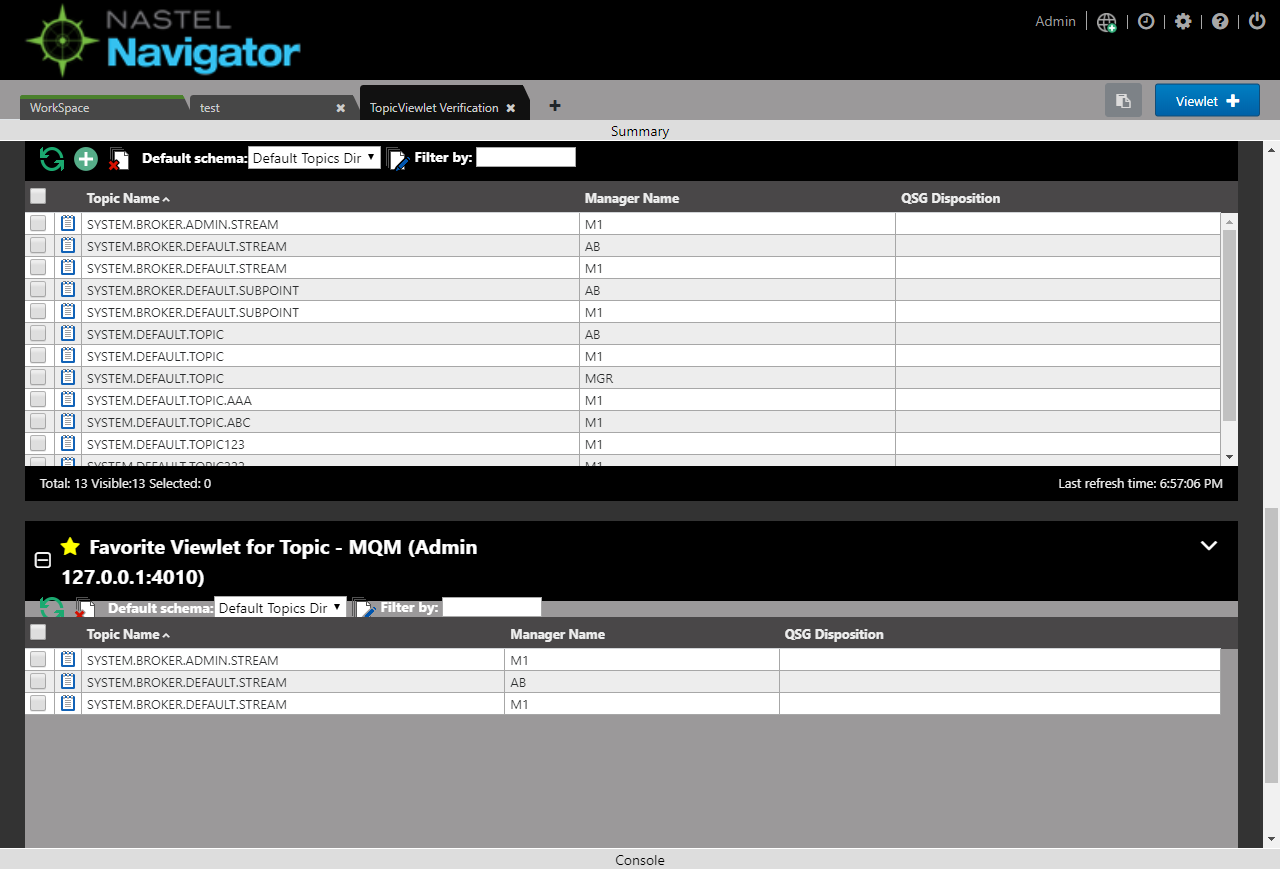 NASTEL
Navigator
Admin
WorkSpace
test
TopicViewlet Verification
Viewlet
Summary
Default schema: Default Topics Dir Filter by:
Topic Name Manager Name QSG Disposition
SYSTEM.BROKER.ADMIN.STREAM M1
SYSTEM.BROKER.DEFAULT.STREAM AB
SYSTEM.BROKER.DEFAULT.STREAM M1
SYSTEM.BROKER.DEFAULT.SUBPOINT AB
SYSTEM.BROKER.DEFAULT.SUBPOINT M1
SYSTEM.DEFAULT.TOPIC AB
SYSTEM.DEFAULT.TOPIC M1
SYSTEM.DEFAULT.TOPIC MGR
SYSTEM.DEFAULT.TOPIC.AAA M1
SYSTEM.DEFAULT.TOPIC.ABC M1
SYSTEM.DEFAULT.TOPIC123 M1
Total: 13 Visible:13 Selected: 0 Last refresh time: 6:57:06 PM
Favorite Viewlet for Topic - MQM (Admin
127.0.0.1:4010)
Default schema: Default Topics Dir Filter by:
Topic Name Manager Name QSG Disposition
SYSTEM.BROKER.ADMIN.STREAM M1
SYSTEM.BROKER.DEFAULT.STREAM AB
SYSTEM.BROKER.DEFAULT.STREAM M1
Console